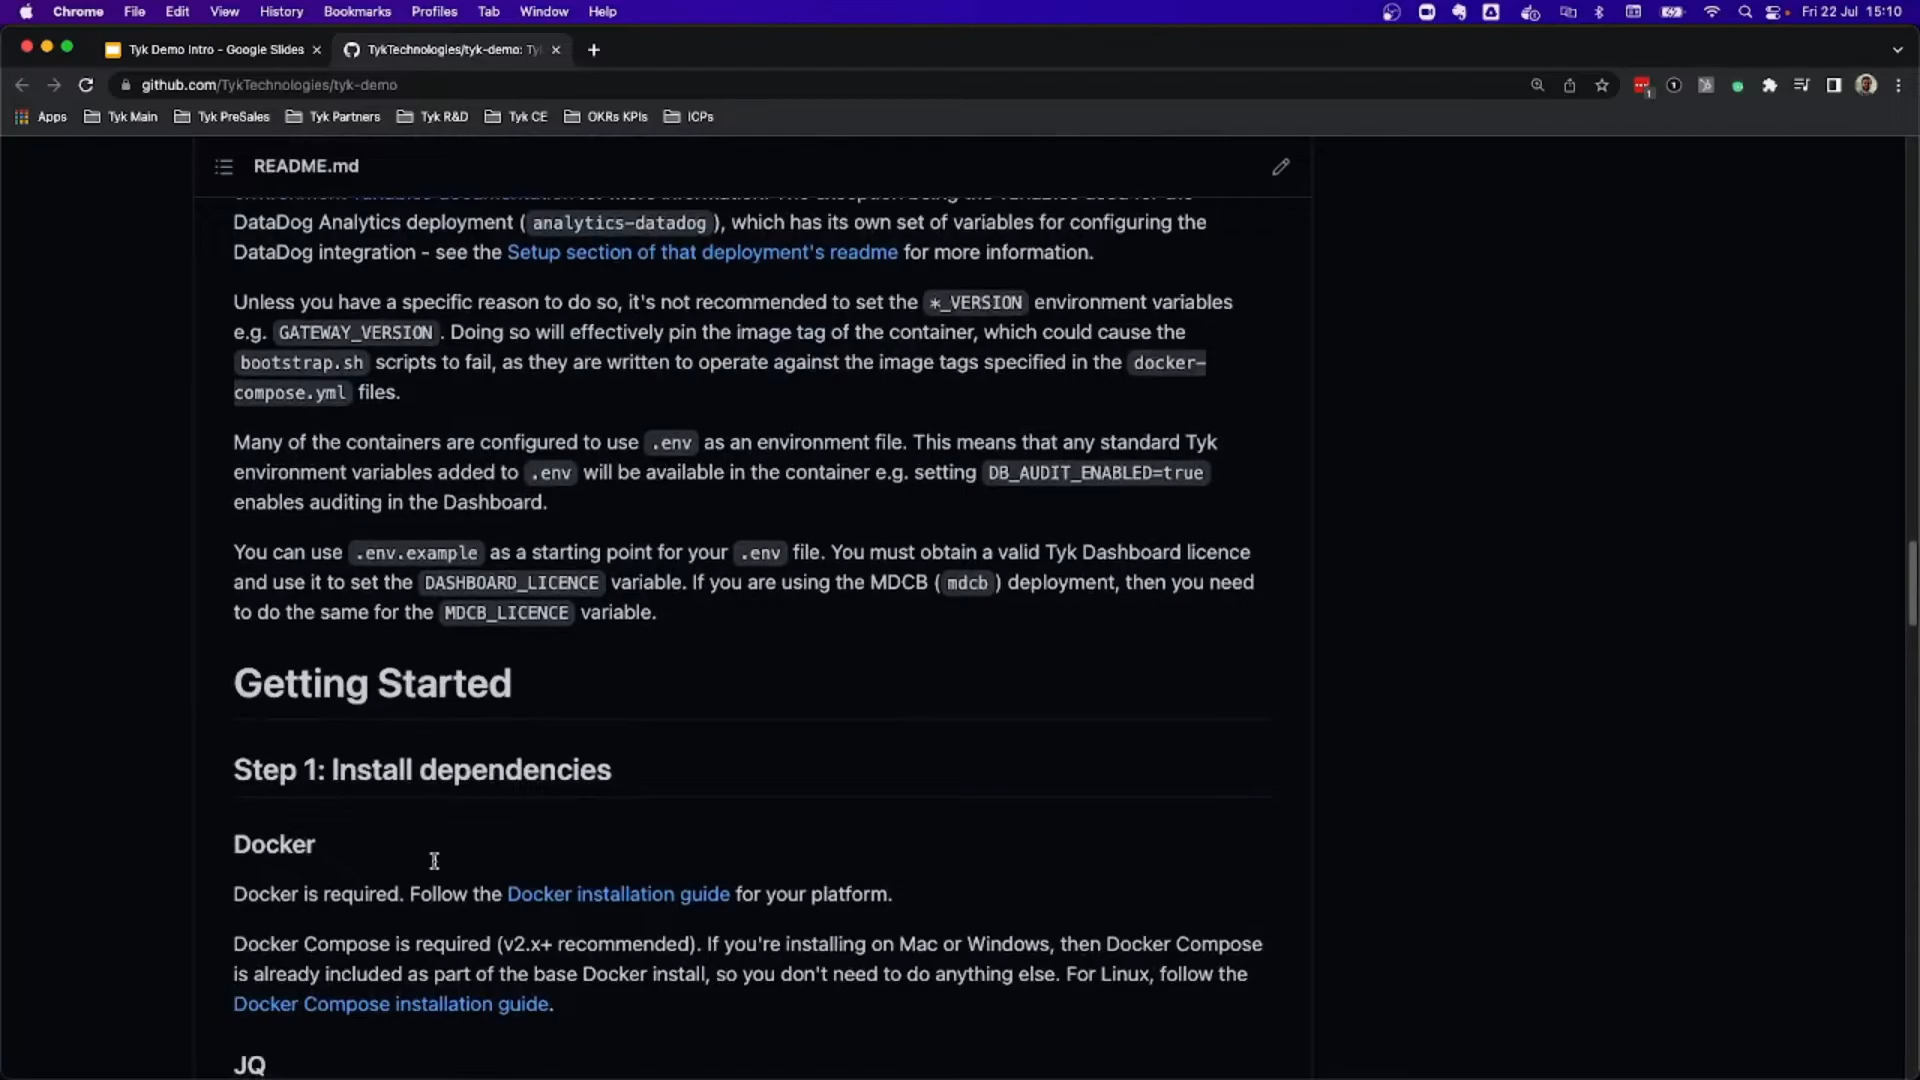 Chrome File Edit View History Bookmarks Profiles Tab Window Help Fri 22 Jul 15:10
Tyk Demo Intro - Google Slides TykTechnologies/tyk-demo: Ty
github.com/TykTechnologies/tyk-demo
Apps Tyk Main Tyk PreSales Tyk Partners Tyk R&D Tyk CE OKRs KPIs ICPs
README.md
DataDog Analytics deployment ( analytics-datadog ), which has its own set of variables for configuring the
DataDog integration - see the Setup section of that deployment's readme for more information.
Unless you have a specific reason to do so, it's not recommended to set the *_VERSION environment variables
e.g. GATEWAY_VERSION . Doing so will effectively pin the image tag of the container, which could cause the
bootstrap.sh scripts to fail, as they are written to operate against the image tags specified in the docker-
compose.yml files.
Many of the containers are configured to use .env as an environment file. This means that any standard Tyk
environment variables added to .env will be available in the container e.g. setting DB_AUDIT_ENABLED=true
enables auditing in the Dashboard.
You can use .env.example as a starting point for your .env file. You must obtain a valid Tyk Dashboard licence
and use it to set the DASHBOARD_LICENCE variable. If you are using the MDCB ( mdcb ) deployment, then you need
to do the same for the MDCB_LICENCE variable.
Getting Started
Step 1: Install dependencies
Docker
Docker is required. Follow the Docker installation guide for your platform.
Docker Compose is required (v2.x+ recommended). If you're installing on Mac or Windows, then Docker Compose
is already included as part of the base Docker install, so you don't need to do anything else. For Linux, follow the
Docker Compose installation guide.
JQ